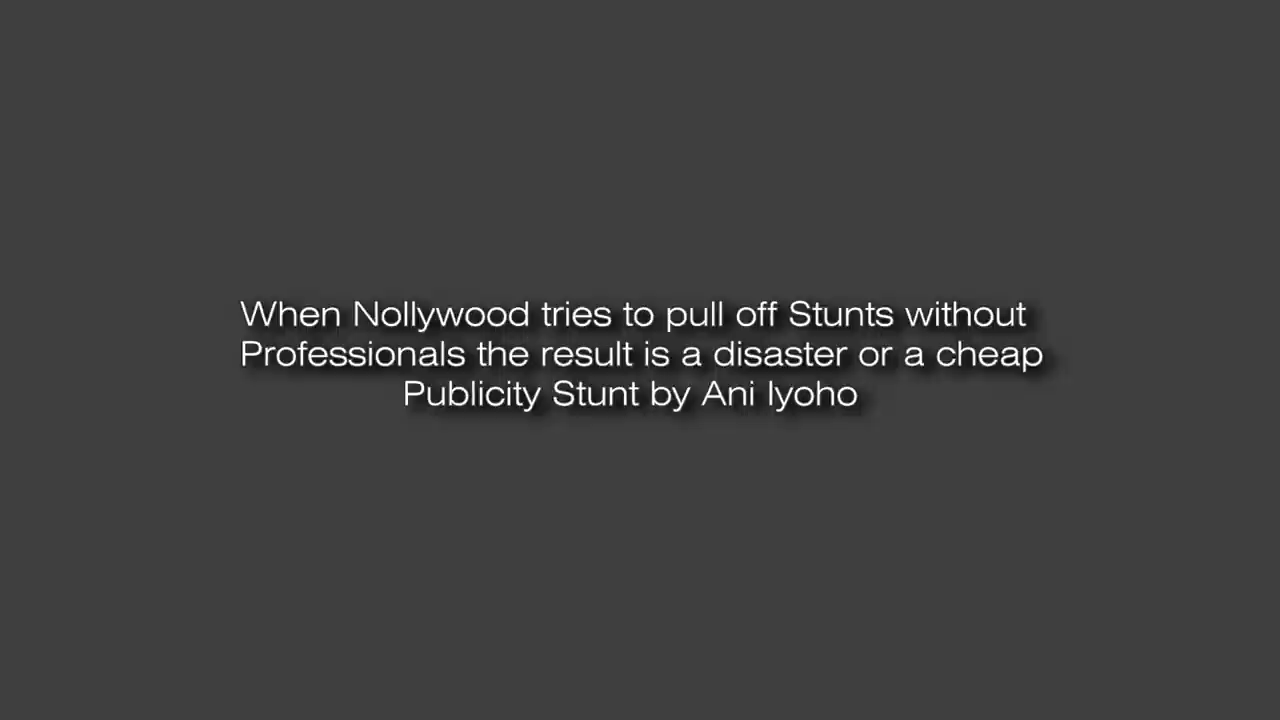 When Nollywood tries to pull off Stunts without
Professionals the result is a disaster or a cheap
Publicity Stunt by Ani Iyoho